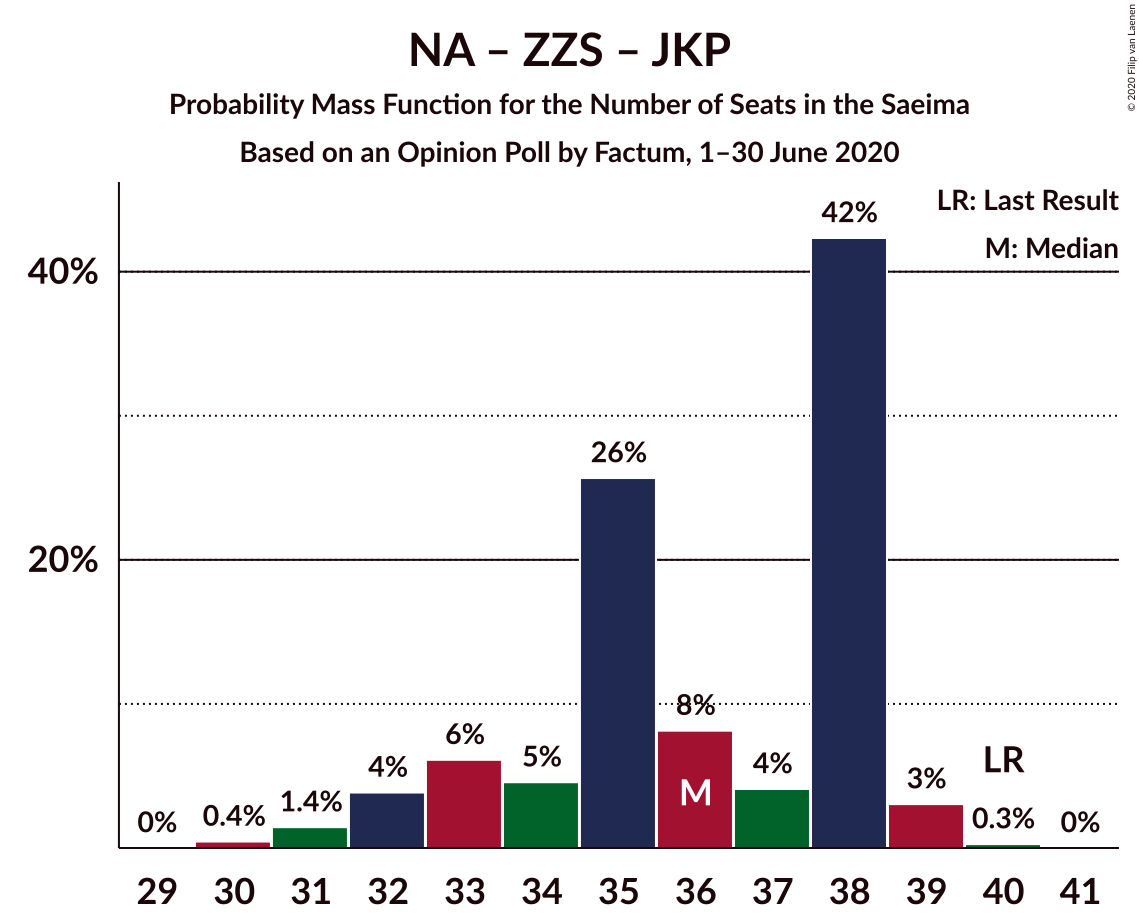 NA – ZZS – JKP
Probability Mass Function for the Number of Seats in the Saeima
Based on an Opinion Poll by Factum, 1–30 June 2020
© 2020 Filip van Laenen
LR: Last Result
M: Median
40%
20%
0%
0.4%
1.4%
4%
6%
5%
26%
8%
M
4%
42%
3%
LR
0.3%
0%
29 30 31 32 33 34 35 36 37 38 39 40 41